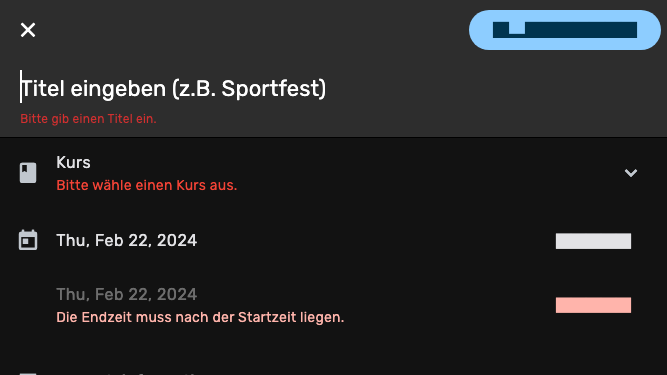 Titel eingeben (z.B. Sportfest)
Bitte gib einen Titel ein.
Kurs
Bitte wähle einen Kurs aus.
Thu, Feb 22, 2024
Thu, Feb 22, 2024
Die Endzeit muss nach der Startzeit liegen.